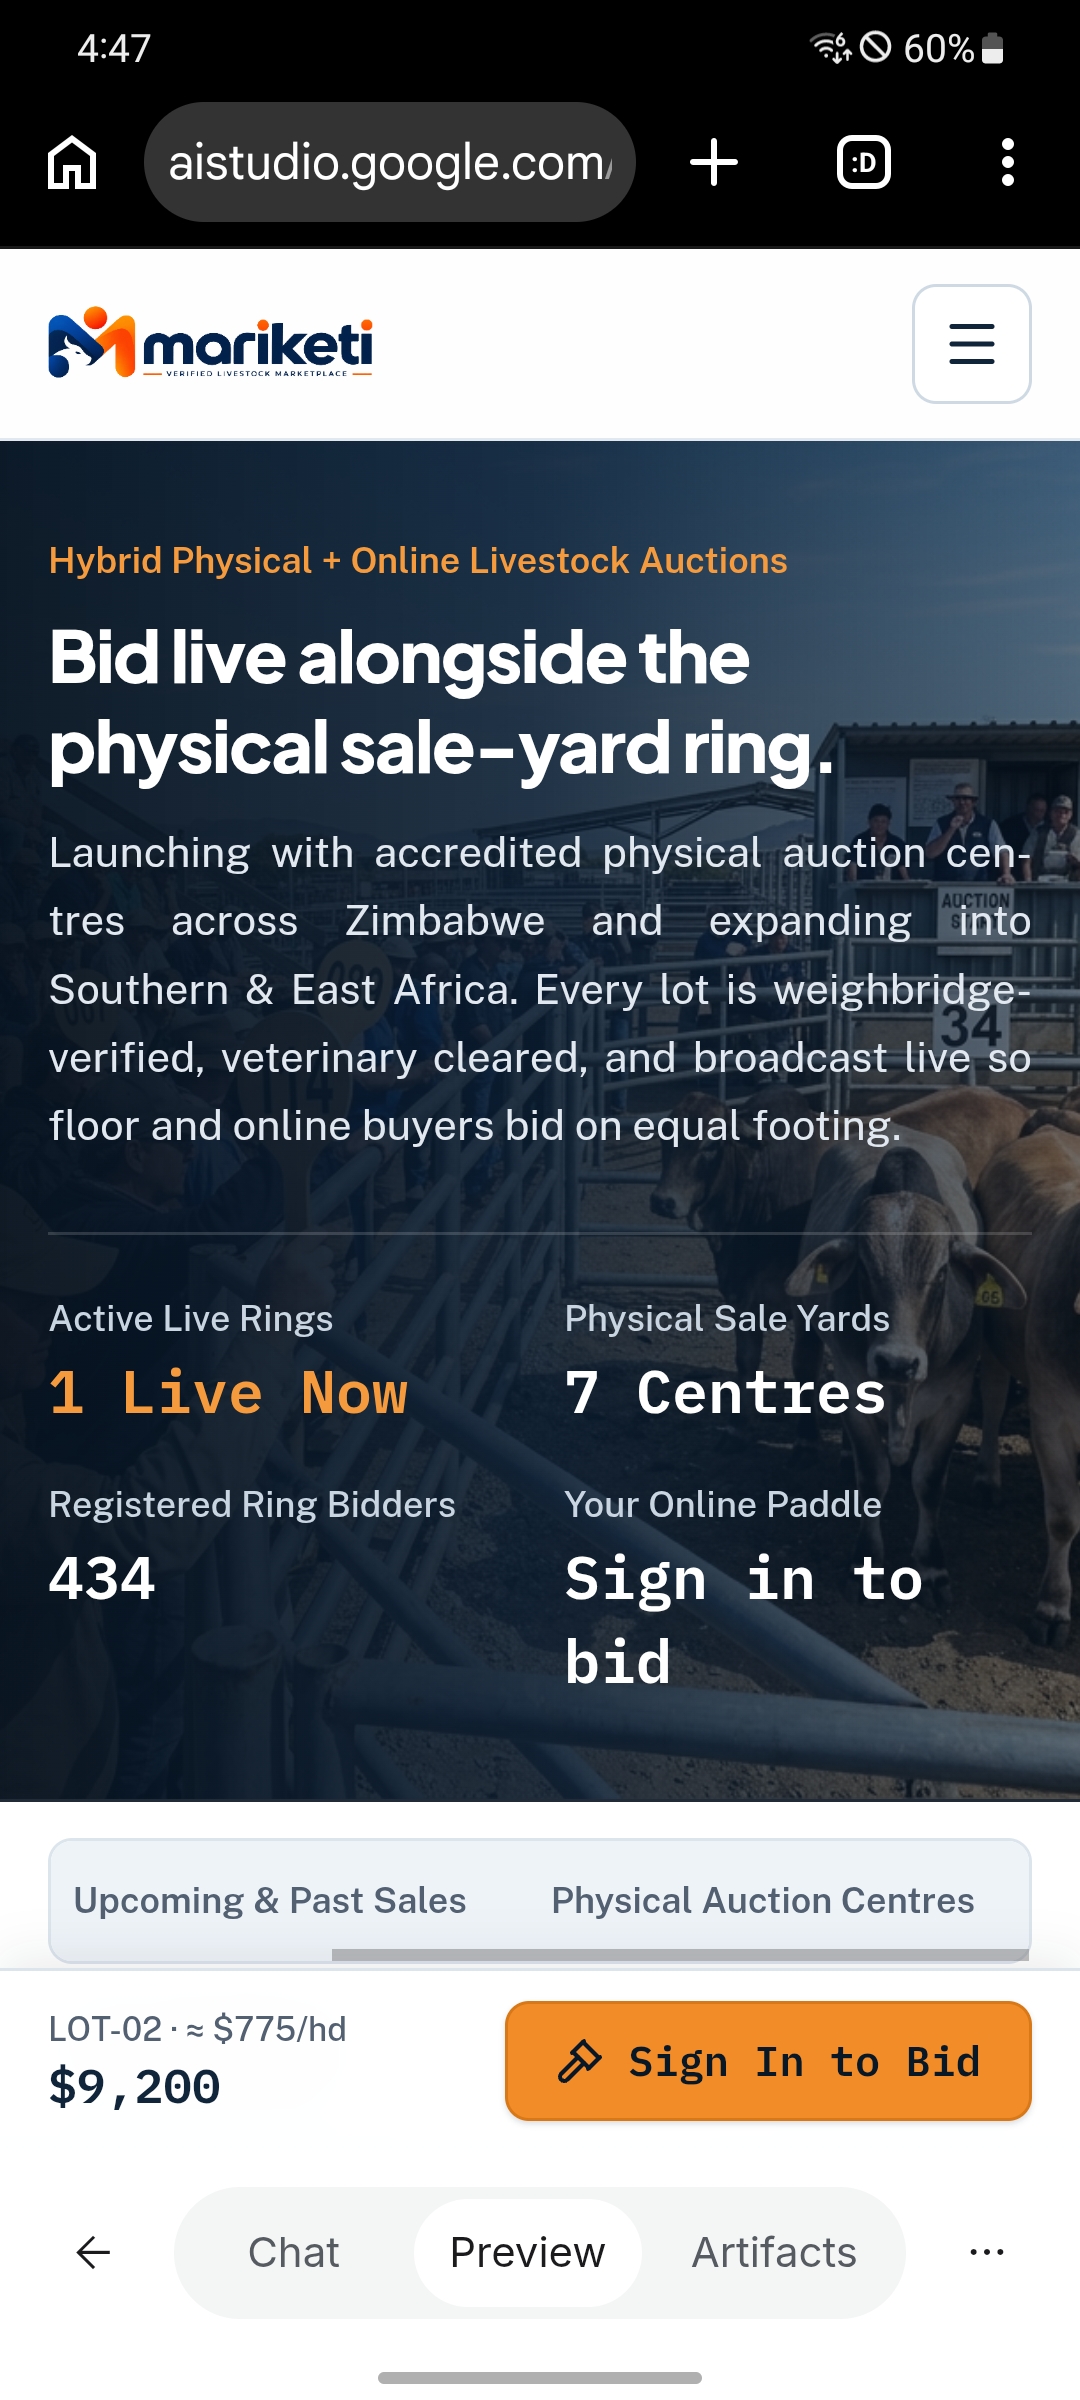 4:47
6
60%
aistudio.google.com/
:D
mariketi
VERIFIED LIVESTOCK MARKETPLACE
Hybrid Physical + Online Livestock Auctions
Bid live alongside the
physical sale-yard ring.
Launching with accredited physical auction cen-
tres across Zimbabwe and expanding into
Southern & East Africa. Every lot is weighbridge-
verified, veterinary cleared, and broadcast live so
floor and online buyers bid on equal footing.
AUCTION
34
Active Live Rings
1 Live Now
Physical Sale Yards
7 Centres
Registered Ring Bidders
434
Your Online Paddle
Sign in to
bid
Upcoming & Past Sales
Physical Auction Centres
LOT-02 · ≈ $775/hd
$9,200
Sign In to Bid
Chat
Preview
Artifacts